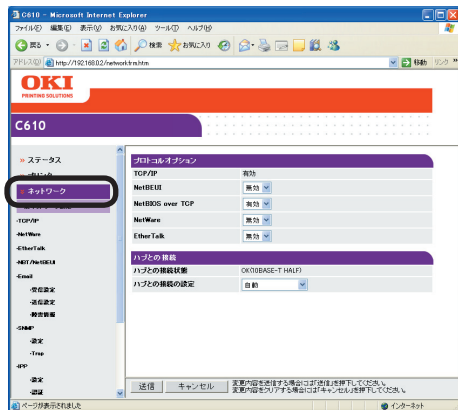 C610 - Microsoft Internet Explorer
ファイル(F) 編集(E) 表示(V) お気に入り(A) ツール(T) ヘルプ(H)
戻る 検索 お気に入り
アドレス(D) http://192.168.0.2/networkfrm.htm 移動 リンク »
OKI
PRINTING SOLUTIONS
C610
» ステータス
» ネットワーク
-TCP/IP
-NetWare
-EtherTalk
-NBT/NetBEUI
-Email
-受信設定
-送信設定
-障害情報
-SNMP
-設定
-Trap
-IPP
-設定
-認証
プロトコルオプション
TCP/IP 有効
NetBEUI 無効
NetBIOS over TCP 有効
NetWare 無効
EtherTalk 無効
ハブとの接続
ハブとの接続状態 OK(10BASE-T HALF)
ハブとの接続の設定 自動
送信 キャンセル 変更内容を送信する場合には「送信」を押下してください。
変更内容をクリアする場合には「キャンセル」を押下してください。
ページが表示されました インターネット